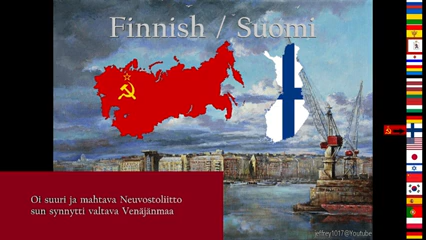 Finnish / Suomi
Oi suuri ja mahtava Neuvostoliitto
sun synnytti valtava Venäjänmaa
jeffrey1017@Youtube